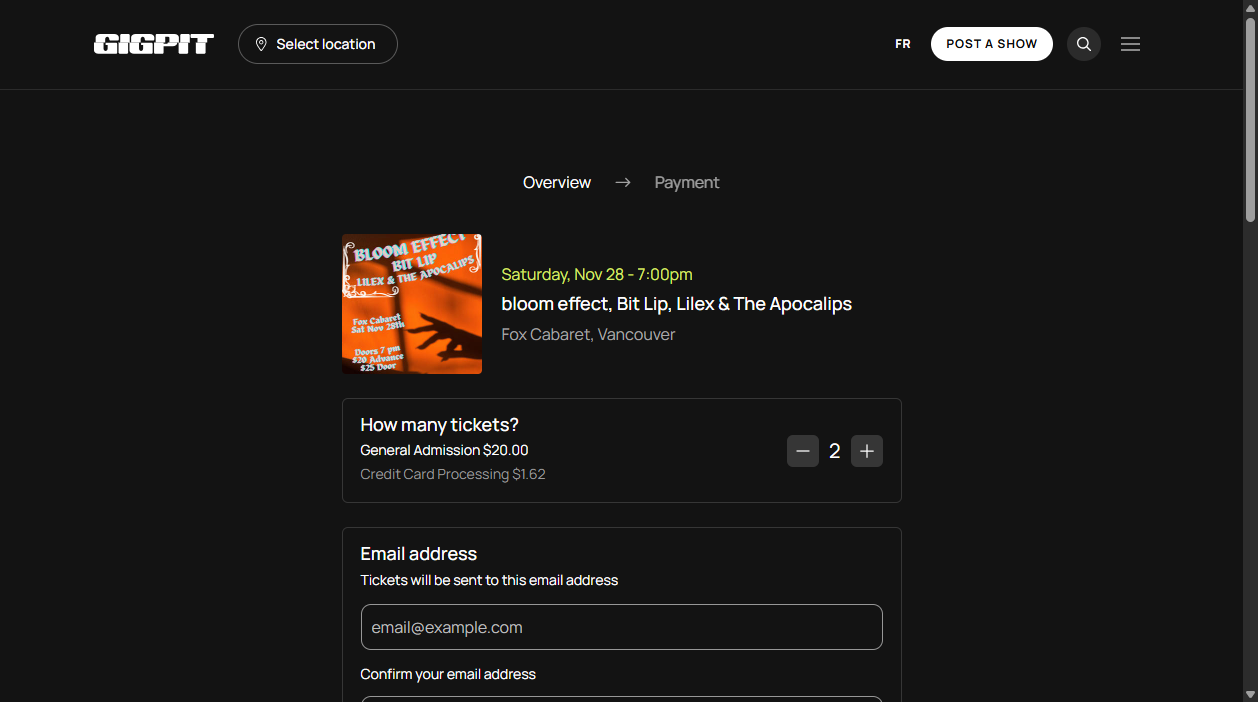 GIGPIT
Select location
FR
POST A SHOW
Overview → Payment
BLOOM EFFECT
BIT LIP
LILEX & THE APOCALIPS
Fox Cabaret
Sat Nov 28th
Doors 7 pm
$20 Advance
$25 Door
Saturday, Nov 28 - 7:00pm
bloom effect, Bit Lip, Lilex & The Apocalips
Fox Cabaret, Vancouver
How many tickets?
General Admission $20.00
Credit Card Processing $1.62
2
Email address
Tickets will be sent to this email address
email@example.com
Confirm your email address